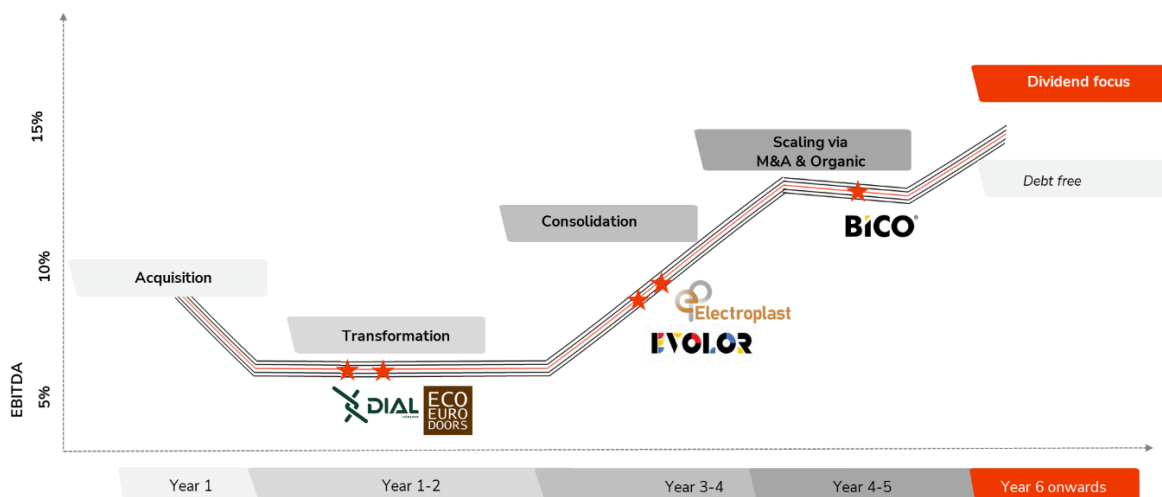 15%
10%
5%
EBITDA
Dividend focus
Debt free
Scaling via
M&A & Organic
BICO®
Consolidation
Electroplast
EVOLOR
Acquisition
Transformation
DIAL
ECO
EURO
DOORS
Year 1
Year 1-2
Year 3-4
Year 4-5
Year 6 onwards